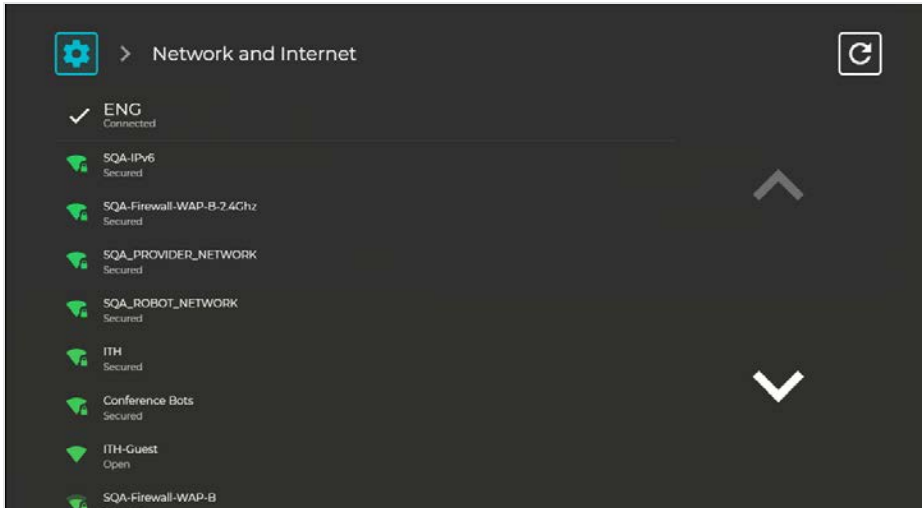 Network and Internet
ENG
Connected
SQA-IPv6
Secured
SQA-Firewall-WAP-B-2.4Ghz
Secured
SQA_PROVIDER_NETWORK
Secured
SQA_ROBOT_NETWORK
Secured
ITH
Secured
Conference Bots
Secured
ITH-Guest
Open
SQA-Firewall-WAP-B